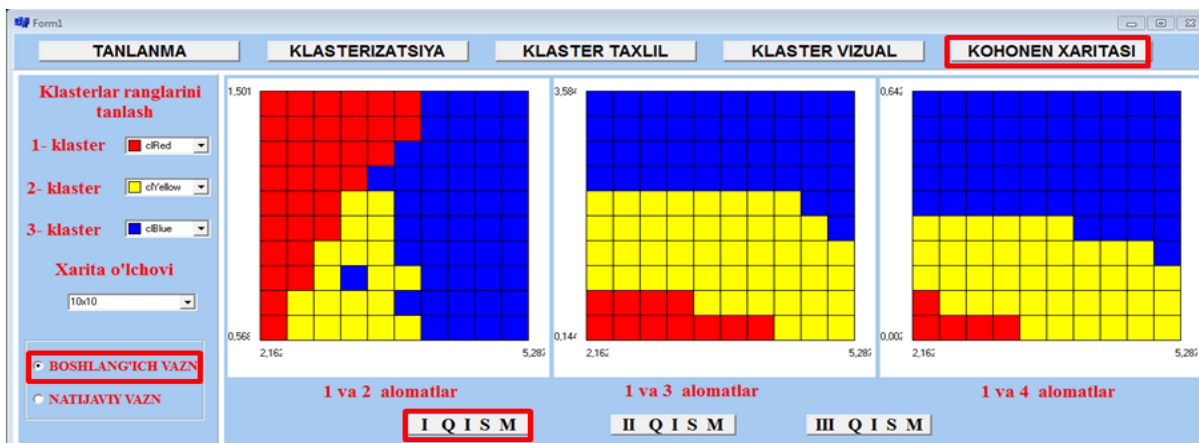 Form1
TANLANMA KLASTERIZATSIYA KLASTER TAXLIL KLASTER VIZUAL KOHONEN XARITASI
Klasterlar ranglarini
tanlash
1- klaster clRed
2- klaster clYellow
3- klaster clBlue
Xarita o'lchovi
10x10
BOSHLANG'ICH VAZN
NATIJAVIY VAZN
1,501
0,568
2,162 5,287
1 va 2 alomatlar
3,584
0,144
2,162 5,287
1 va 3 alomatlar
0,642
0,002
2,162 5,287
1 va 4 alomatlar
I Q I S M II Q I S M III Q I S M